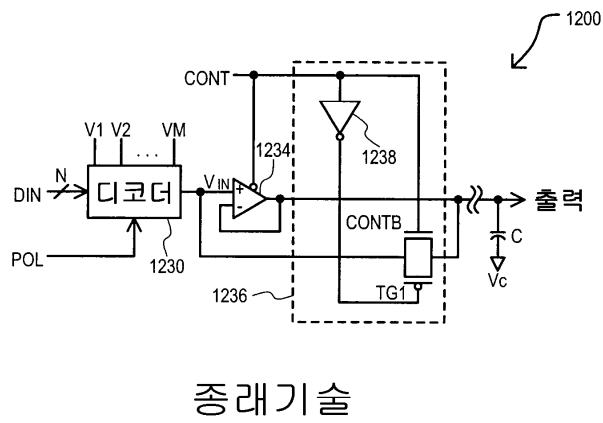 1200
CONT
V1 V2 ... VM
1234
1238
N
DIN
디코더
VIN
+
-
출력
CONTB
C
POL
1230
1236
TG1
Vc
종래기술